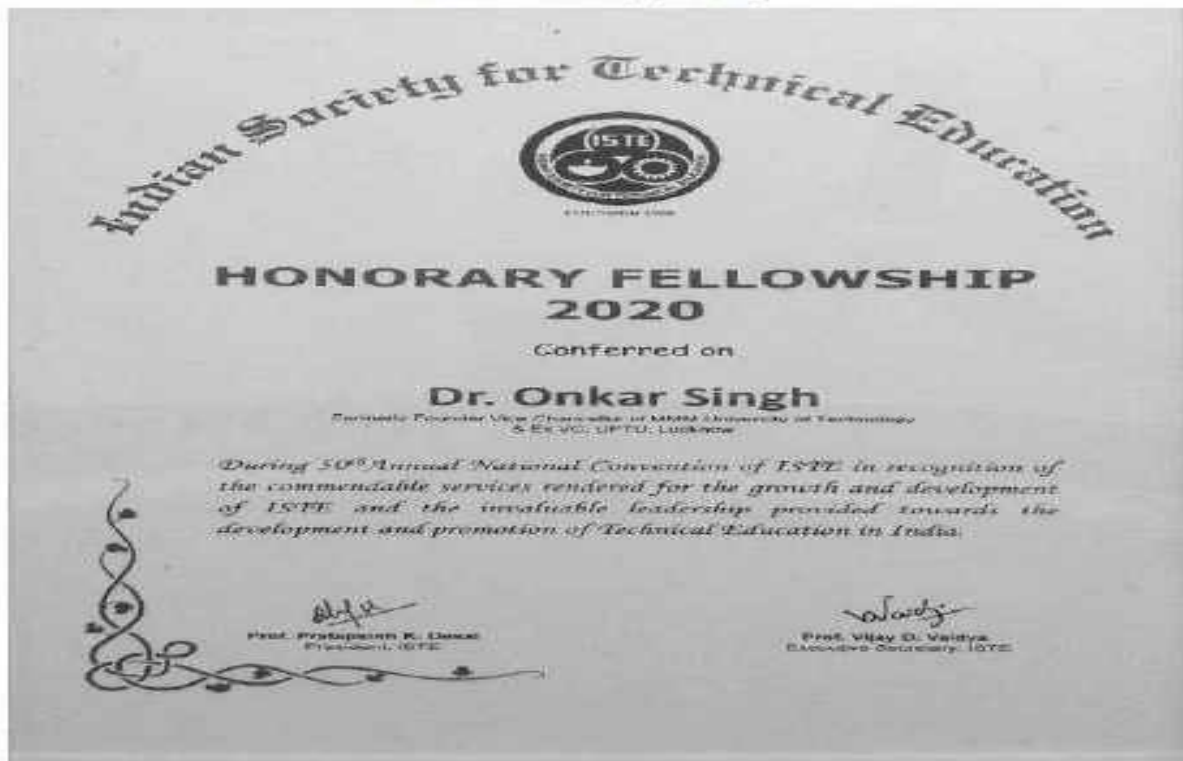 Indian Society for Technical Education
ISTE
HONORARY FELLOWSHIP
2020
Conferred on
Dr. Onkar Singh
Formerly Founder Vice Chancellor of MMM University of Technology
& Ex VC, UPTU, Lucknow
During 50th Annual National Convention of ISTE in recognition of
the commendable services rendered for the growth and development
of ISTE and the invaluable leadership provided towards the
development and promotion of Technical Education in India.
Prof. Pratapsinh K. Desai
President, ISTE
Prof. Vijay D. Vaidya
Executive Secretary, ISTE